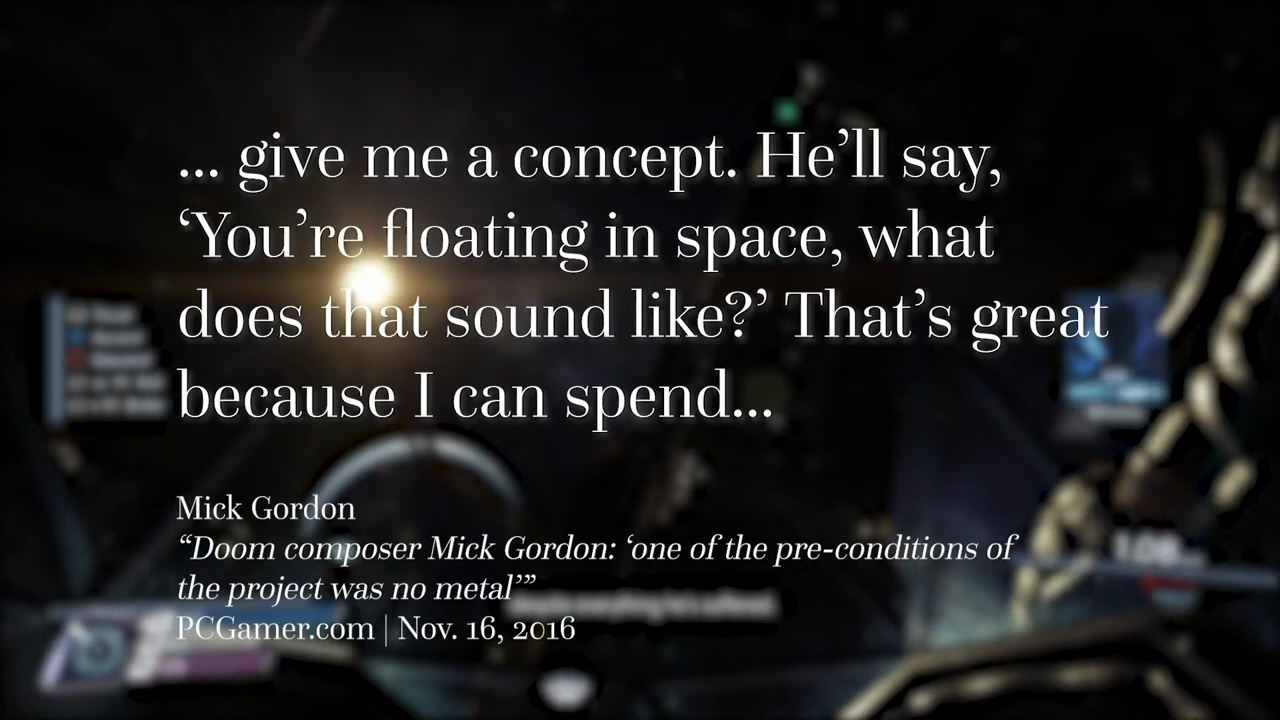 ... give me a concept. He’ll say,
‘You’re floating in space, what
does that sound like?’ That’s great
because I can spend...
Mick Gordon
“Doom composer Mick Gordon: ‘one of the pre-conditions of
the project was no metal’”
PCGamer.com | Nov. 16, 2016